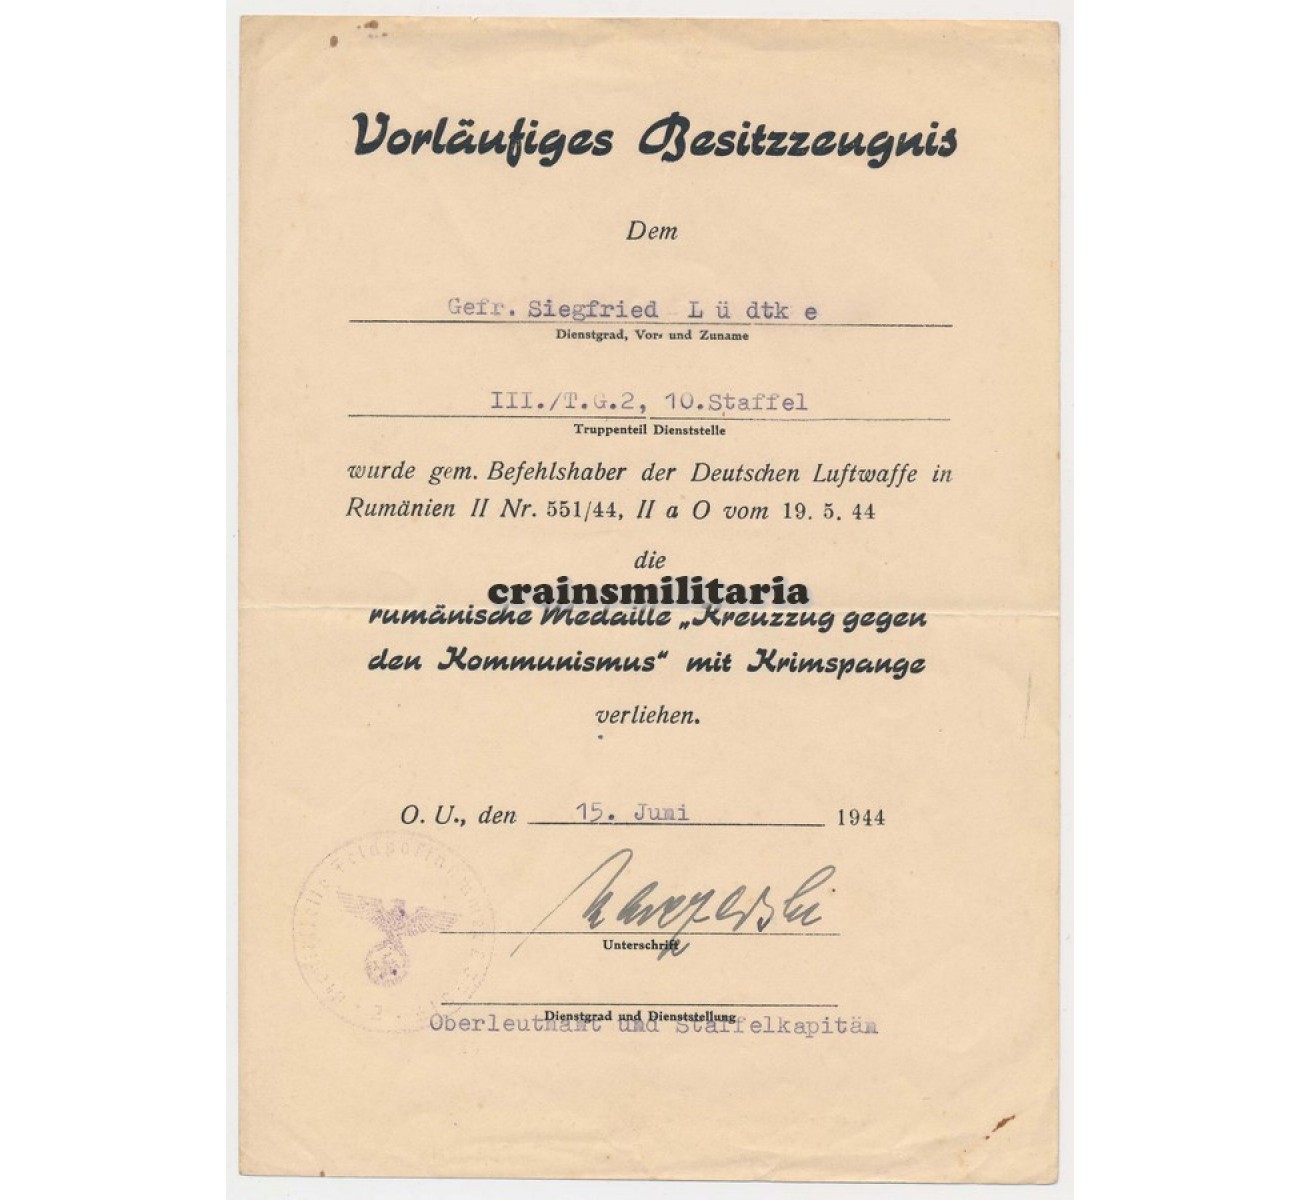 Vorläufiges Besitzzeugnis
Dem
Gefr. Siegfried Lüdtke
Dienstgrad, Vor- und Zuname
III./T.G.2, 10.Staffel
Truppenteil Dienststelle
wurde gem. Befehlshaber der Deutschen Luftwaffe in
Rumänien II Nr. 551/44, II a O vom 19. 5. 44
die
crainsmilitaria
rumänische Medaille „Kreuzzug gegen
den Kommunismus“ mit Krimspange
verliehen.
O. U., den 15. Juni 1944
Unterschrift
Dienstgrad und Dienststellung
Oberleutnant und Staffelkapitän